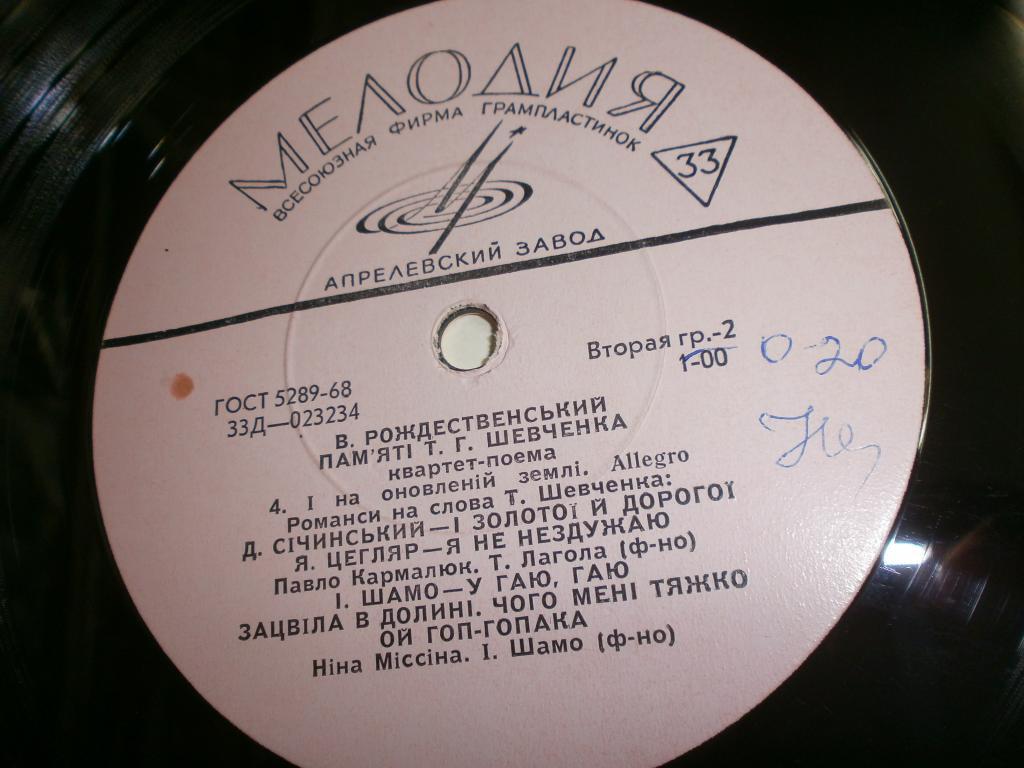 МЕЛОДИЯ
ВСЕСОЮЗНАЯ ФИРМА ГРАМПЛАСТИНОК
33
АПРЕЛЕВСКИЙ ЗАВОД
Вторая гр.-2
1-00
0-20
ГОСТ 5289-68
33Д—023234
В. РОЖДЕСТВЕНСЬКИЙ
ПАМ'ЯТІ Т. Г. ШЕВЧЕНКА
квартет-поема
4. І на оновленій землі. Allegro
Романси на слова Т. Шевченка:
Д. СІЧИНСЬКИЙ—І ЗОЛОТОЇ Й ДОРОГОЇ
Я. ЦЕГЛЯР—Я НЕ НЕЗДУЖАЮ
Павло Кармалюк. Т. Лагола (ф-но)
І. ШАМО—У ГАЮ, ГАЮ
ЗАЦВІЛА В ДОЛИНІ. ЧОГО МЕНІ ТЯЖКО
ОЙ ГОП-ГОПАКА
Ніна Міссіна. І. Шамо (ф-но)